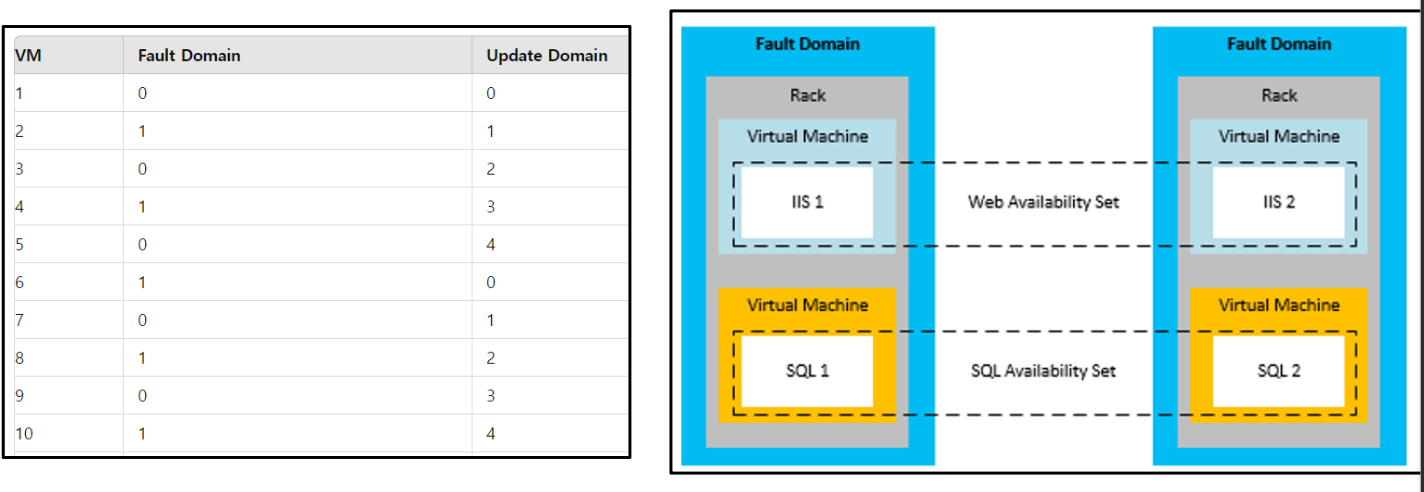 VM Fault Domain Update Domain
1 0 0
2 1 1
3 0 2
4 1 3
5 0 4
6 1 0
7 0 1
8 1 2
9 0 3
10 1 4
Fault Domain Fault Domain
Rack Rack
Virtual Machine Virtual Machine
IIS 1 Web Availability Set IIS 2
Virtual Machine Virtual Machine
SQL 1 SQL Availability Set SQL 2